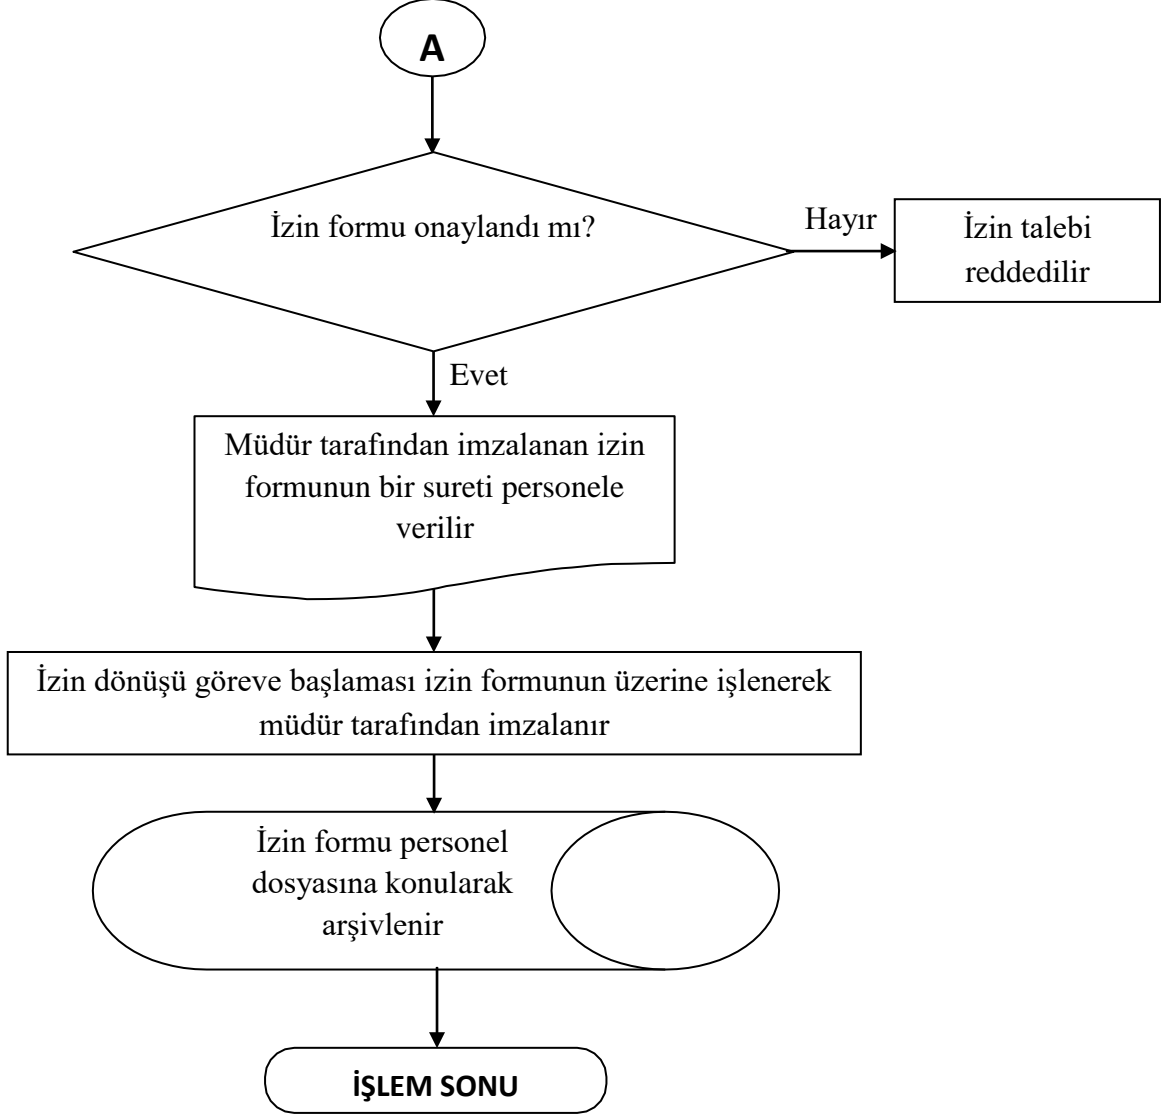 A
İzin formu onaylandı mı?
Hayır
İzin talebi
reddedilir
Evet
Müdür tarafından imzalanan izin
formunun bir sureti personele
verilir
İzin dönüşü göreve başlaması izin formunun üzerine işlenerek
müdür tarafından imzalanır
İzin formu personel
dosyasına konularak
arşivlenir
İŞLEM SONU